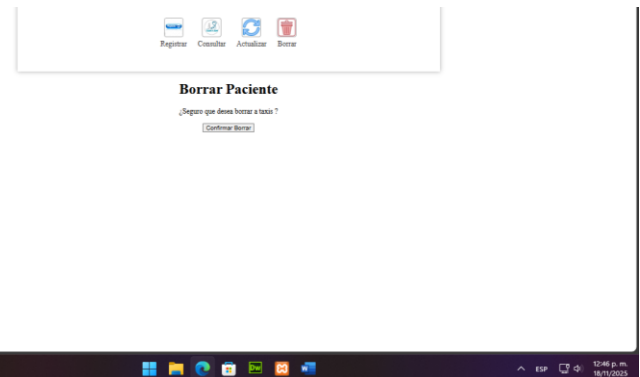 Registrar Consultar Actualizar Borrar
Borrar Paciente
¿Seguro que desea borrar a taxis ?
Confirmar Borrar
Dw
W
ESP
12:46 p. m.
18/11/2025